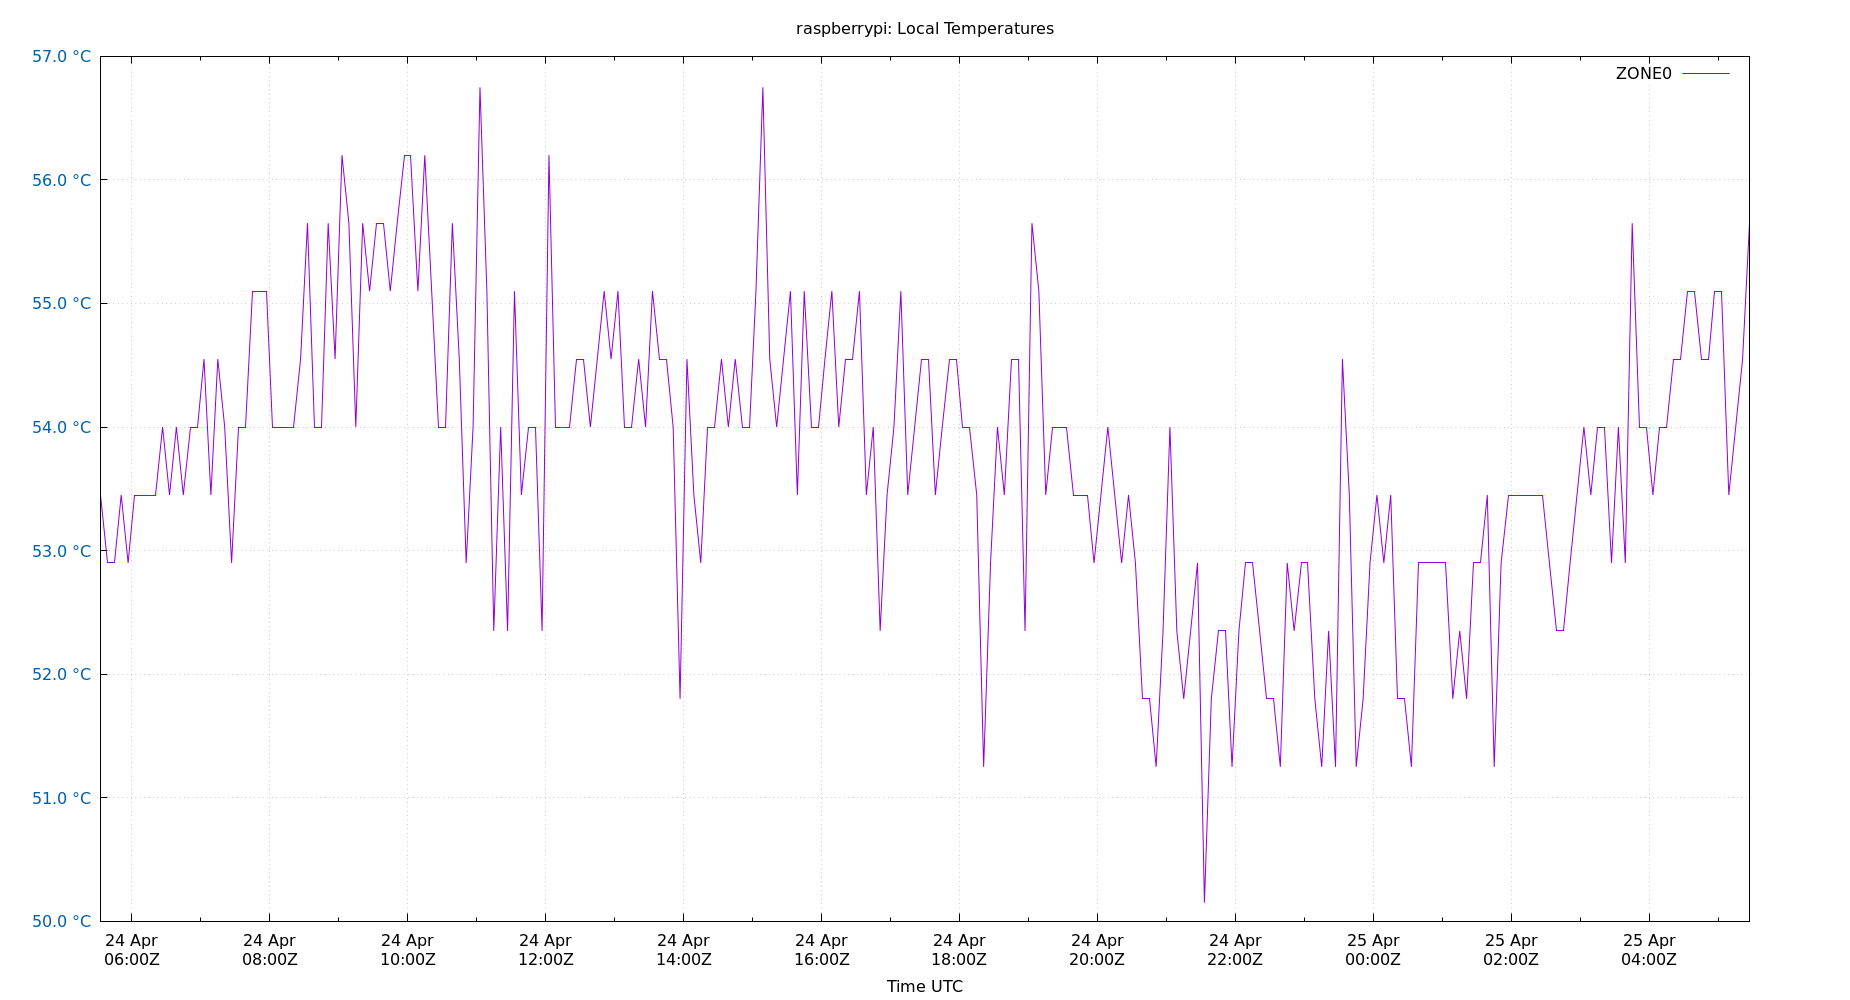 raspberrypi: Local Temperatures
57.0 °C
ZONE0
56.0 °C
55.0 °C
54.0 °C
53.0 °C
52.0 °C
51.0 °C
50.0 °C
24 Apr 24 Apr 24 Apr 24 Apr 24 Apr 24 Apr 24 Apr 24 Apr 24 Apr 25 Apr 25 Apr 25 Apr
06:00Z 08:00Z 10:00Z 12:00Z 14:00Z 16:00Z 18:00Z 20:00Z 22:00Z 00:00Z 02:00Z 04:00Z
Time UTC